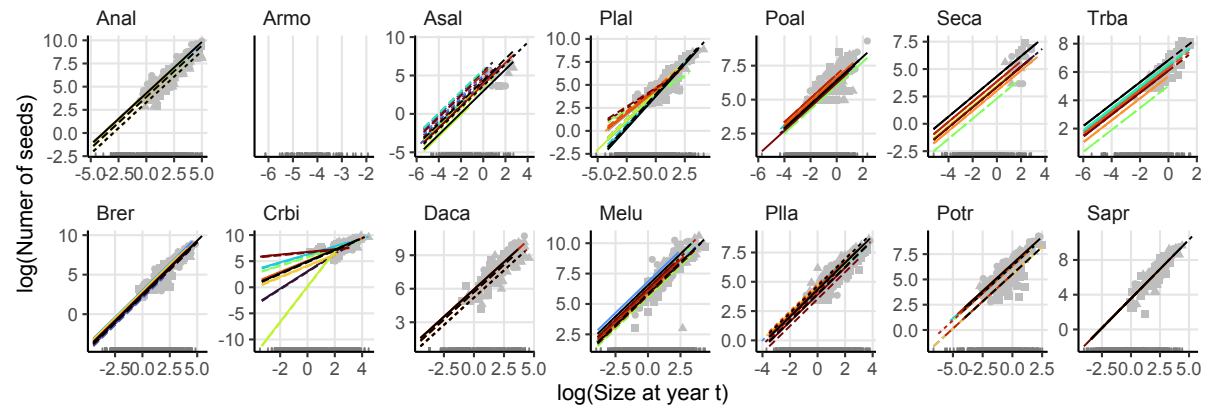 Anal Armo Asal Plal Poal Seca Trba
10.0 7.5 5.0 2.5 0.0 -2.5
10 5 0 -5
10.0 7.5 5.0 2.5 0.0 -2.5
7.5 5.0 2.5
7.5 5.0 2.5 0.0 -2.5
8 6 4 2
-5.0 -2.5 0.0 2.5 5.0
-6 -5 -4 -3 -2
-6 -4 -2 0 2 4
-5.0 -2.5 0.0 2.5
-6 -4 -2 0 2 4
-6 -4 -2 0 2 4
-6 -4 -2 0 2
log(Numer of seeds)
Brer Crbi Daca Melu Plla Potr Sapr
10 5 0
10 5 0 -5 -10
9 6 3
10.0 7.5 5.0 2.5
7.5 5.0 2.5 0.0
7.5 5.0 2.5 0.0
8 4 0
-2.5 0.0 2.5 5.0
-2 0 2 4
-2.5 0.0 2.5 5.0
-2.5 0.0 2.5
-4 -2 0 2 4
-5.0 -2.5 0.0 2.5
-2.5 0.0 2.5 5.0
log(Size at year t)